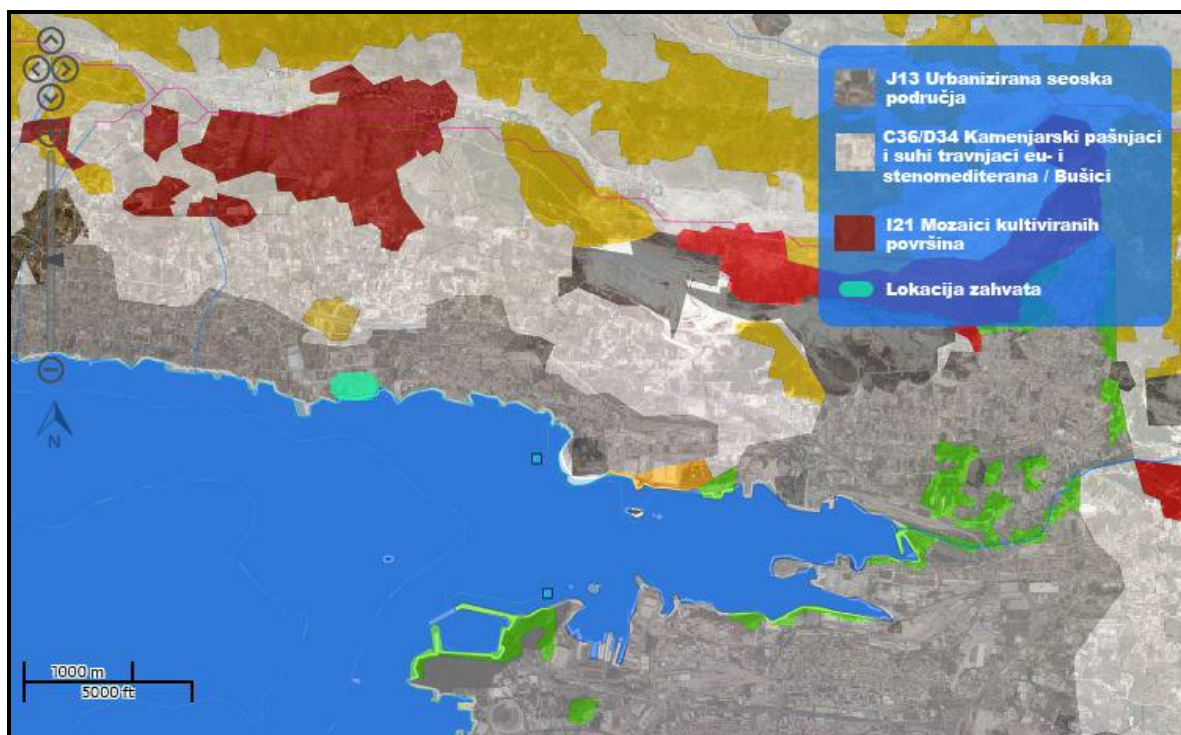 J13 Urbanizirana seoska
područja
C36/D34 Kamenjarski pašnjaci
i suhi travnjaci eu- i
stenomediterana / Bušici
I21 Mozaici kultiviranih
površina
Lokacija zahvata
N
1000 m
5000 ft